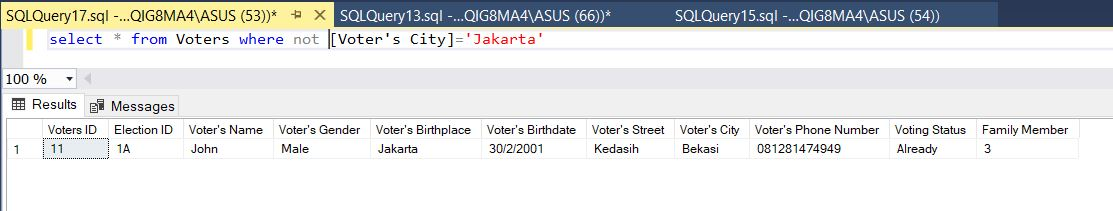 SQLQuery17.sql -...QIG8MA4\ASUS (53))* SQLQuery13.sql -...QIG8MA4\ASUS (66))* SQLQuery15.sql -...QIG8MA4\ASUS (54))
select * from Voters where not [Voter's City]='Jakarta'
100 %
Results Messages
Voters ID Election ID Voter's Name Voter's Gender Voter's Birthplace Voter's Birthdate Voter's Street Voter's City Voter's Phone Number Voting Status Family Member
1 11 1A John Male Jakarta 30/2/2001 Kedasih Bekasi 081281474949 Already 3